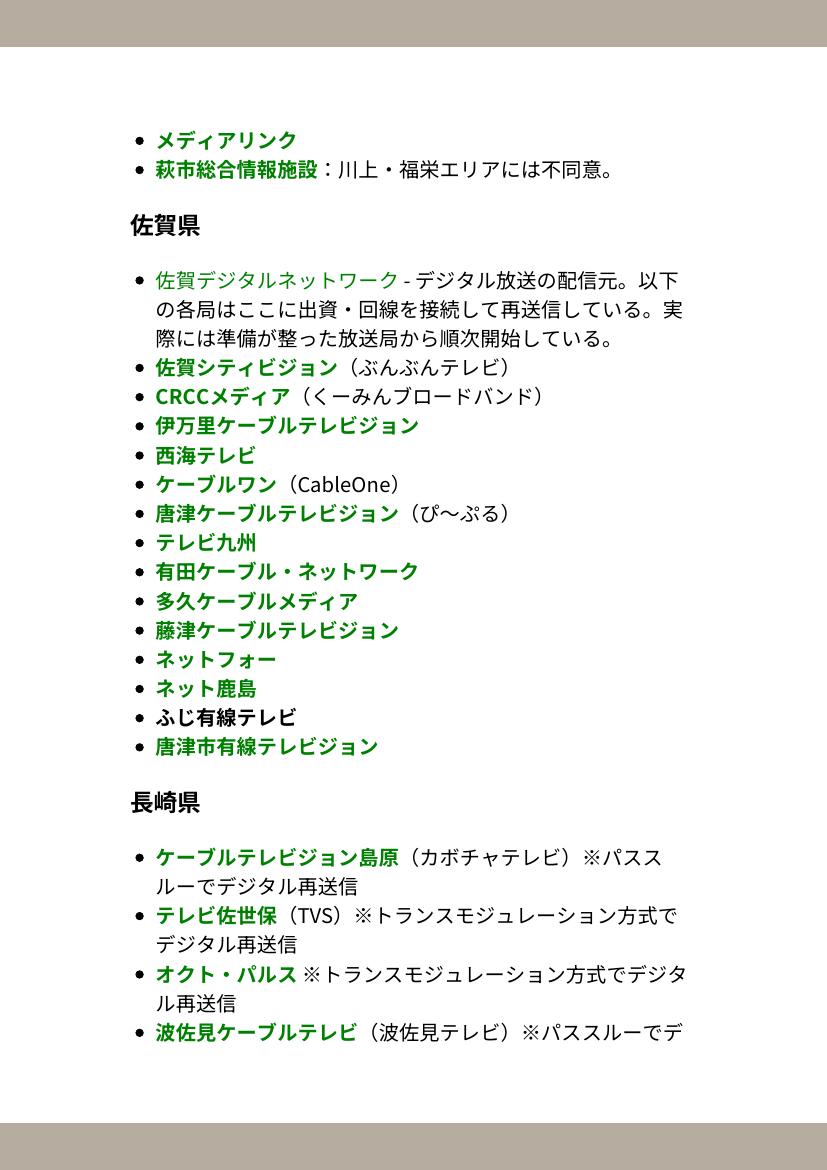 メディアリンク
萩市総合情報施設：川上・福栄エリアには不同意。
佐賀県
佐賀デジタルネットワーク - デジタル放送の配信元。以下
の各局はここに出資・回線を接続して再送信している。実
際には準備が整った放送局から順次開始している。
佐賀シティビジョン（ぶんぶんテレビ）
CRCCメディア（くーみんブロードバンド）
伊万里ケーブルテレビジョン
西海テレビ
ケーブルワン（CableOne）
唐津ケーブルテレビジョン（ぴ〜ぷる）
テレビ九州
有田ケーブル・ネットワーク
多久ケーブルメディア
藤津ケーブルテレビジョン
ネットフォー
ネット鹿島
ふじ有線テレビ
唐津市有線テレビジョン
長崎県
ケーブルテレビジョン島原（カボチャテレビ）※パスス
ルーでデジタル再送信
テレビ佐世保（TVS）※トランスモジュレーション方式で
デジタル再送信
オクト・パルス ※トランスモジュレーション方式でデジタ
ル再送信
波佐見ケーブルテレビ（波佐見テレビ）※パススルーでデ